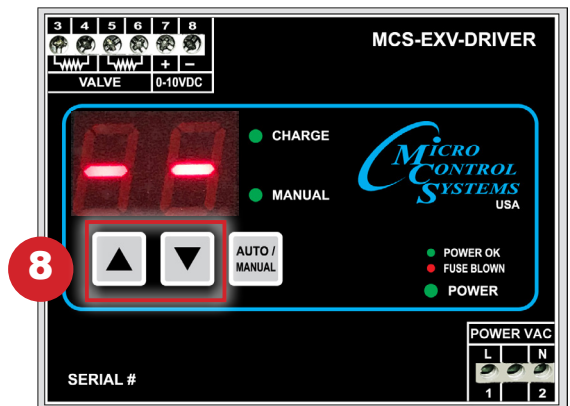 3 4 5 6 7 8
+ −
VALVE 0-10VDC
MCS-EXV-DRIVER
- -
CHARGE
MANUAL
MICRO
CONTROL
SYSTEMS
USA
8
AUTO /
MANUAL
POWER OK
FUSE BLOWN
POWER
POWER VAC
L N
1 2
SERIAL #